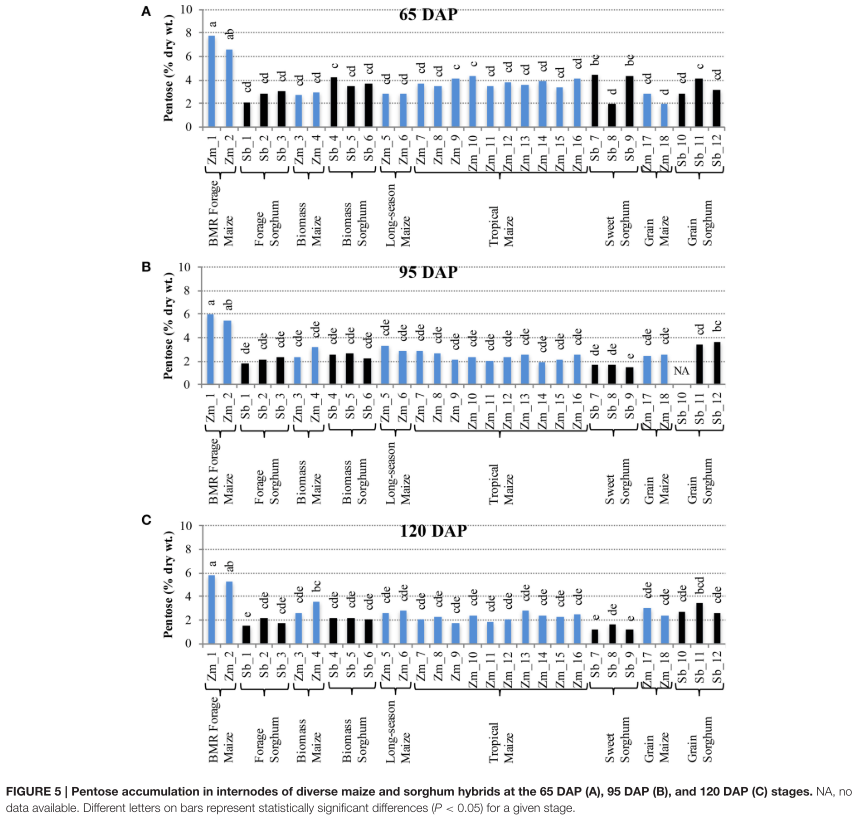 A
65 DAP
Pentose (% dry wt.)
10
8
6
4
2
0
a ab cd cd cd cd cd c cd cd cd cd cd cd c c cd cd cd cd cd cd bc d bc cd d cd c cd
Zm_1 Zm_2 Sb_1 Sb_2 Sb_3 Zm_3 Zm_4 Sb_4 Sb_5 Sb_6 Zm_5 Zm_6 Zm_7 Zm_8 Zm_9 Zm_10 Zm_11 Zm_12 Zm_13 Zm_14 Zm_15 Zm_16 Sb_7 Sb_8 Sb_9 Zm_17 Zm_18 Sb_10 Sb_11 Sb_12
BMR Forage
Maize
Forage
Sorghum
Biomass
Maize
Biomass
Sorghum
Long-season
Maize
Tropical
Maize
Sweet
Sorghum
Grain
Maize
Grain
Sorghum
B
95 DAP
Pentose (% dry wt.)
10
8
6
4
2
0
a ab de cde cde cde cde cde cde cde cde cde cde cde cde cde cde cde cde cde cde cde de de e cde cde NA cd bc
Zm_1 Zm_2 Sb_1 Sb_2 Sb_3 Zm_3 Zm_4 Sb_4 Sb_5 Sb_6 Zm_5 Zm_6 Zm_7 Zm_8 Zm_9 Zm_10 Zm_11 Zm_12 Zm_13 Zm_14 Zm_15 Zm_16 Sb_7 Sb_8 Sb_9 Zm_17 Zm_18 Sb_10 Sb_11 Sb_12
BMR Forage
Maize
Forage
Sorghum
Biomass
Maize
Biomass
Sorghum
Long-season
Maize
Tropical
Maize
Sweet
Sorghum
Grain
Maize
Grain
Sorghum
C
120 DAP
Pentose (% dry wt.)
10
8
6
4
2
0
a ab e cde cde cde bc cde cde cde cde cde cde cde cde cde cde cde cde cde cde cde e de e cde cde cde bcd cde
Zm_1 Zm_2 Sb_1 Sb_2 Sb_3 Zm_3 Zm_4 Sb_4 Sb_5 Sb_6 Zm_5 Zm_6 Zm_7 Zm_8 Zm_9 Zm_10 Zm_11 Zm_12 Zm_13 Zm_14 Zm_15 Zm_16 Sb_7 Sb_8 Sb_9 Zm_17 Zm_18 Sb_10 Sb_11 Sb_12
BMR Forage
Maize
Forage
Sorghum
Biomass
Maize
Biomass
Sorghum
Long-season
Maize
Tropical
Maize
Sweet
Sorghum
Grain
Maize
Grain
Sorghum
FIGURE 5 | Pentose accumulation in internodes of diverse maize and sorghum hybrids at the 65 DAP (A), 95 DAP (B), and 120 DAP (C) stages. NA, no
data available. Different letters on bars represent statistically significant differences (P < 0.05) for a given stage.